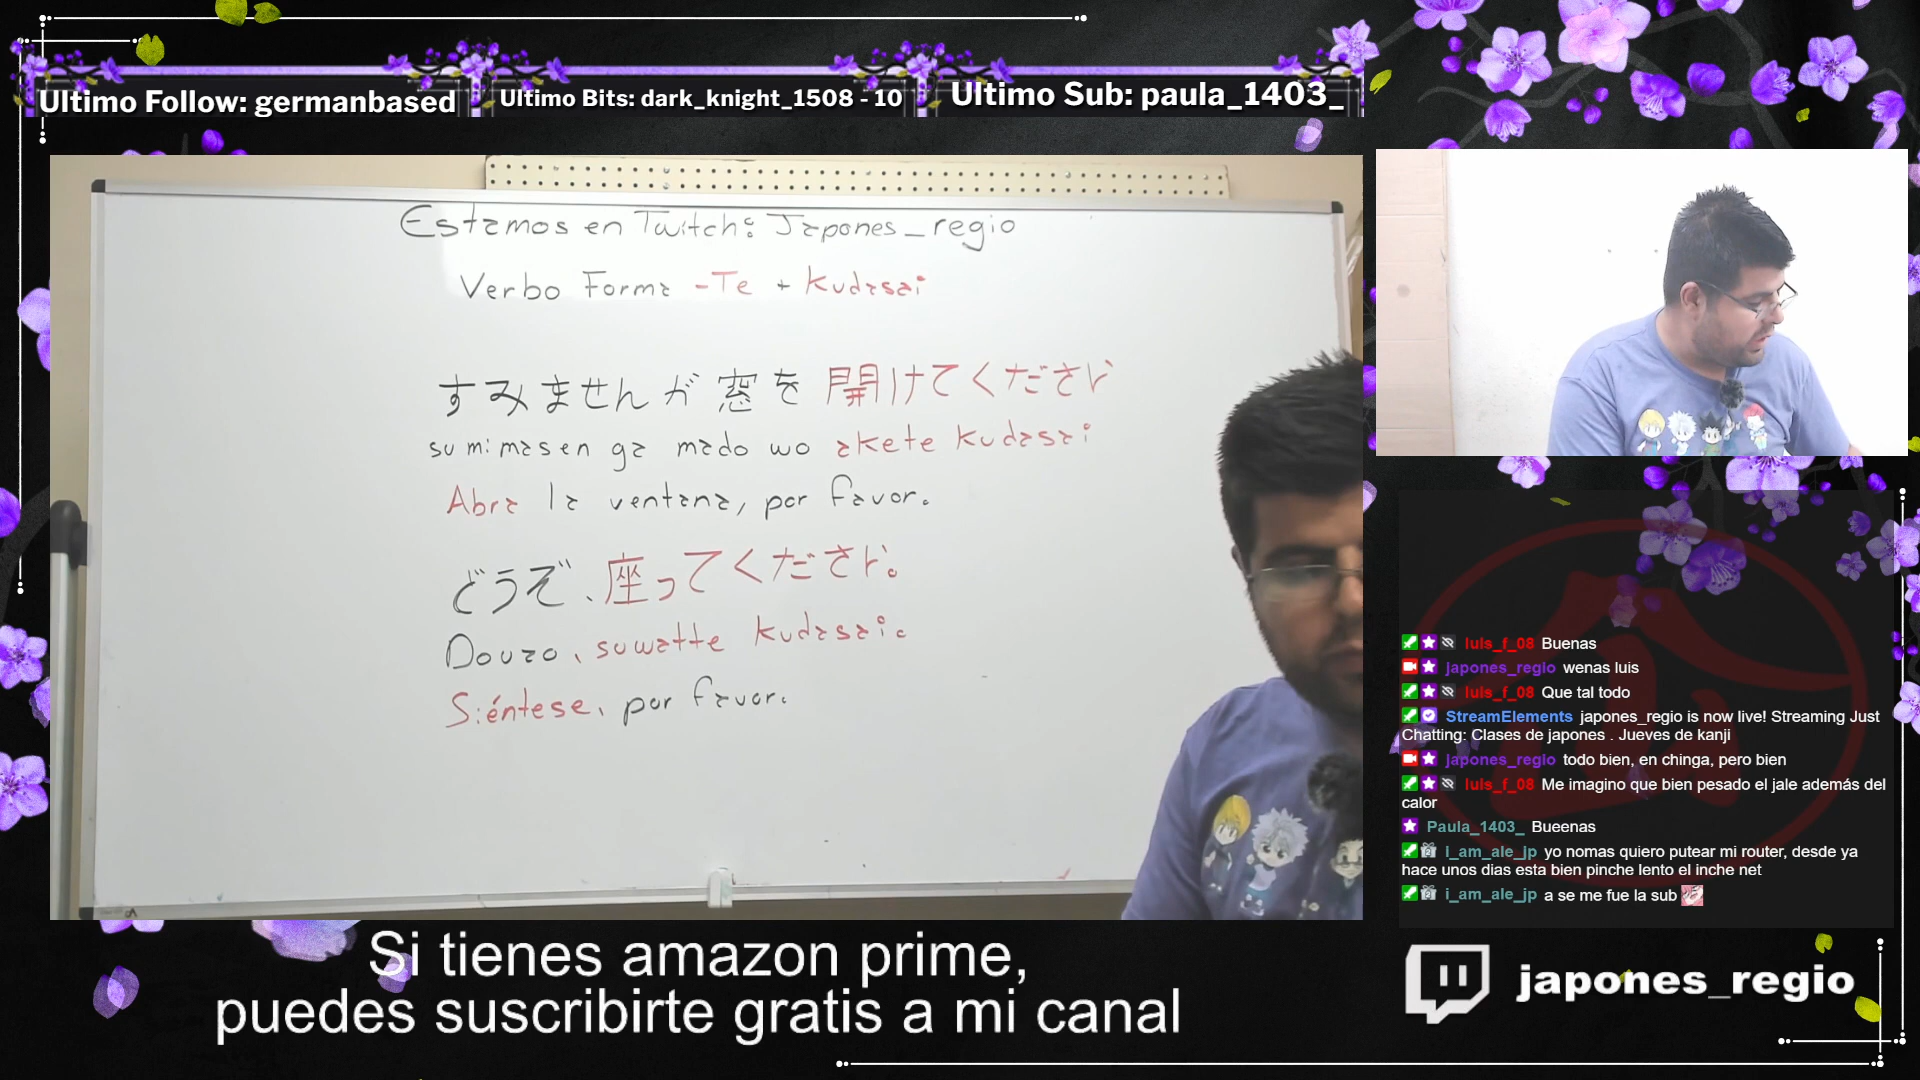 Ultimo Follow: germanbased
Ultimo Bits: dark_knight_1508 - 10
Ultimo Sub: paula_1403_
Estamos en Twitch: Japones_regio
Verbo Forma -Te + Kudasai
すみませんが窓を開けてください
sumimasen ga mado wo akete kudasai
Abra la ventana, por favor.
どうぞ、座ってください。
Douzo、suwatte kudasai。
Siéntese, por favor.
luis_f_08 Buenas
japones_regio wenas luis
luis_f_08 Que tal todo
StreamElements japones_regio is now live! Streaming Just
Chatting: Clases de japones . Jueves de kanji
japones_regio todo bien, en chinga, pero bien
luis_f_08 Me imagino que bien pesado el jale además del
calor
Paula_1403_ Bueenas
i_am_ale_jp yo nomas quiero putear mi router, desde ya
hace unos dias esta bien pinche lento el inche net
i_am_ale_jp a se me fue la sub
Si tienes amazon prime,
puedes suscribirte gratis a mi canal
japones_regio